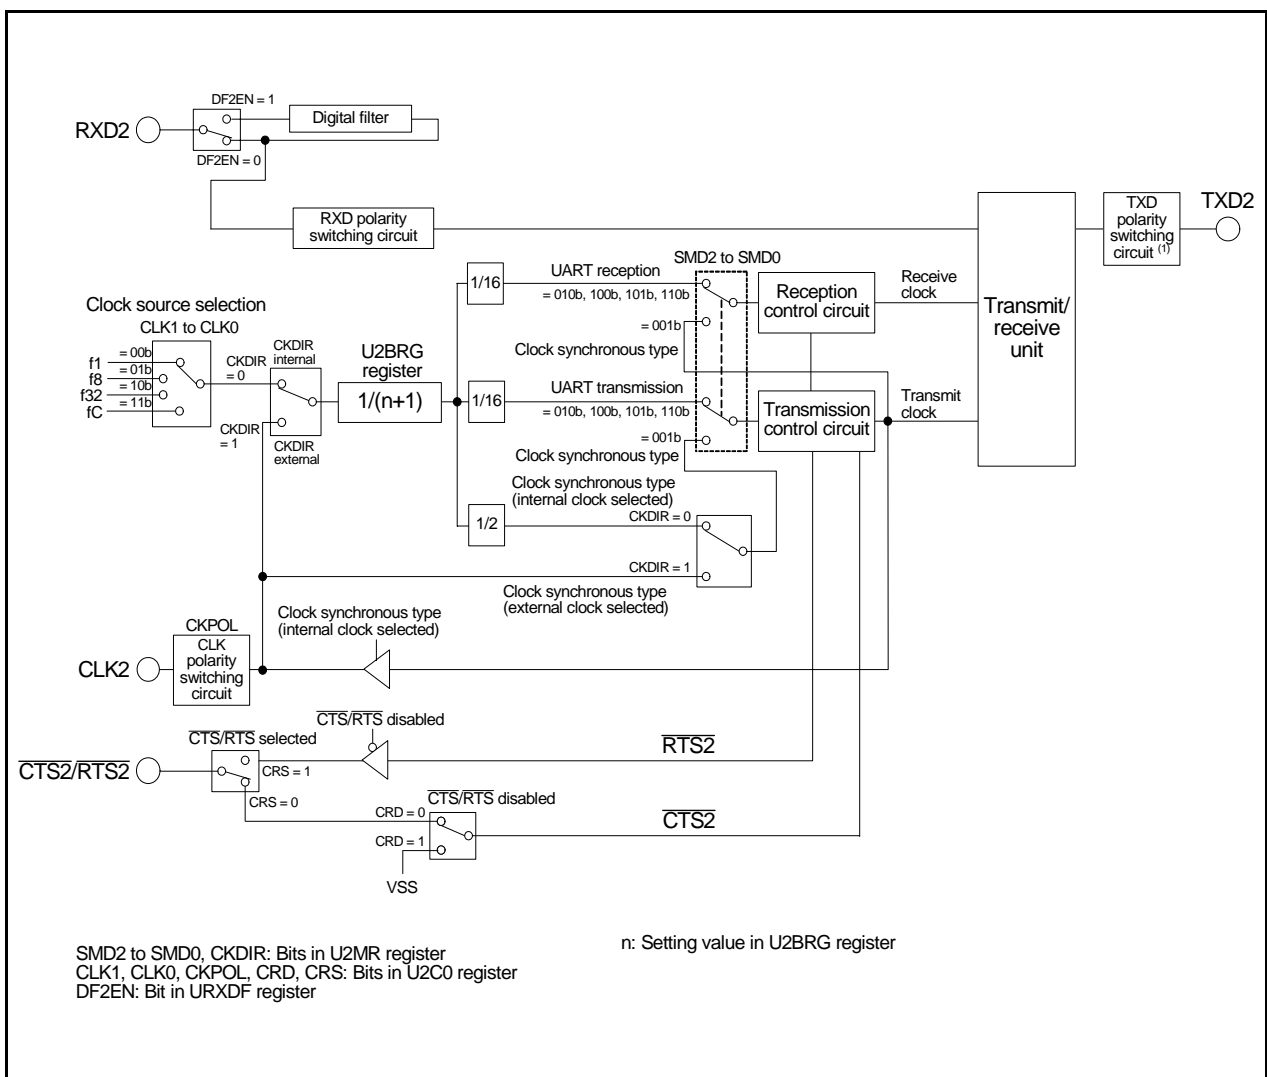 DF2EN = 1
Digital filter
RXD2
DF2EN = 0
RXD polarity
switching circuit
TXD
polarity
switching
circuit (1)
TXD2
SMD2 to SMD0
1/16
UART reception
= 010b, 100b, 101b, 110b
Reception
control circuit
Receive
clock
Transmit/
receive
unit
Clock source selection
CLK1 to CLK0
= 00b
f1
= 01b
f8
= 10b
f32
= 11b
fC
CKDIR
= 0
CKDIR
internal
CKDIR
= 1
CKDIR
external
U2BRG
register
1/(n+1)
= 001b
Clock synchronous type
1/16
UART transmission
= 010b, 100b, 101b, 110b
Transmission
control circuit
Transmit
clock
= 001b
Clock synchronous type
Clock synchronous type
(internal clock selected)
1/2
CKDIR = 0
CKDIR = 1
Clock synchronous type
(external clock selected)
Clock synchronous type
(internal clock selected)
CKPOL
CLK
polarity
switching
circuit
CLK2
CTS/RTS disabled
CTS/RTS selected
CTS2/RTS2
CRS = 1
RTS2
CRS = 0
CTS/RTS disabled
CRD = 0
CTS2
CRD = 1
VSS
SMD2 to SMD0, CKDIR: Bits in U2MR register
CLK1, CLK0, CKPOL, CRD, CRS: Bits in U2C0 register
DF2EN: Bit in URXDF register
n: Setting value in U2BRG register